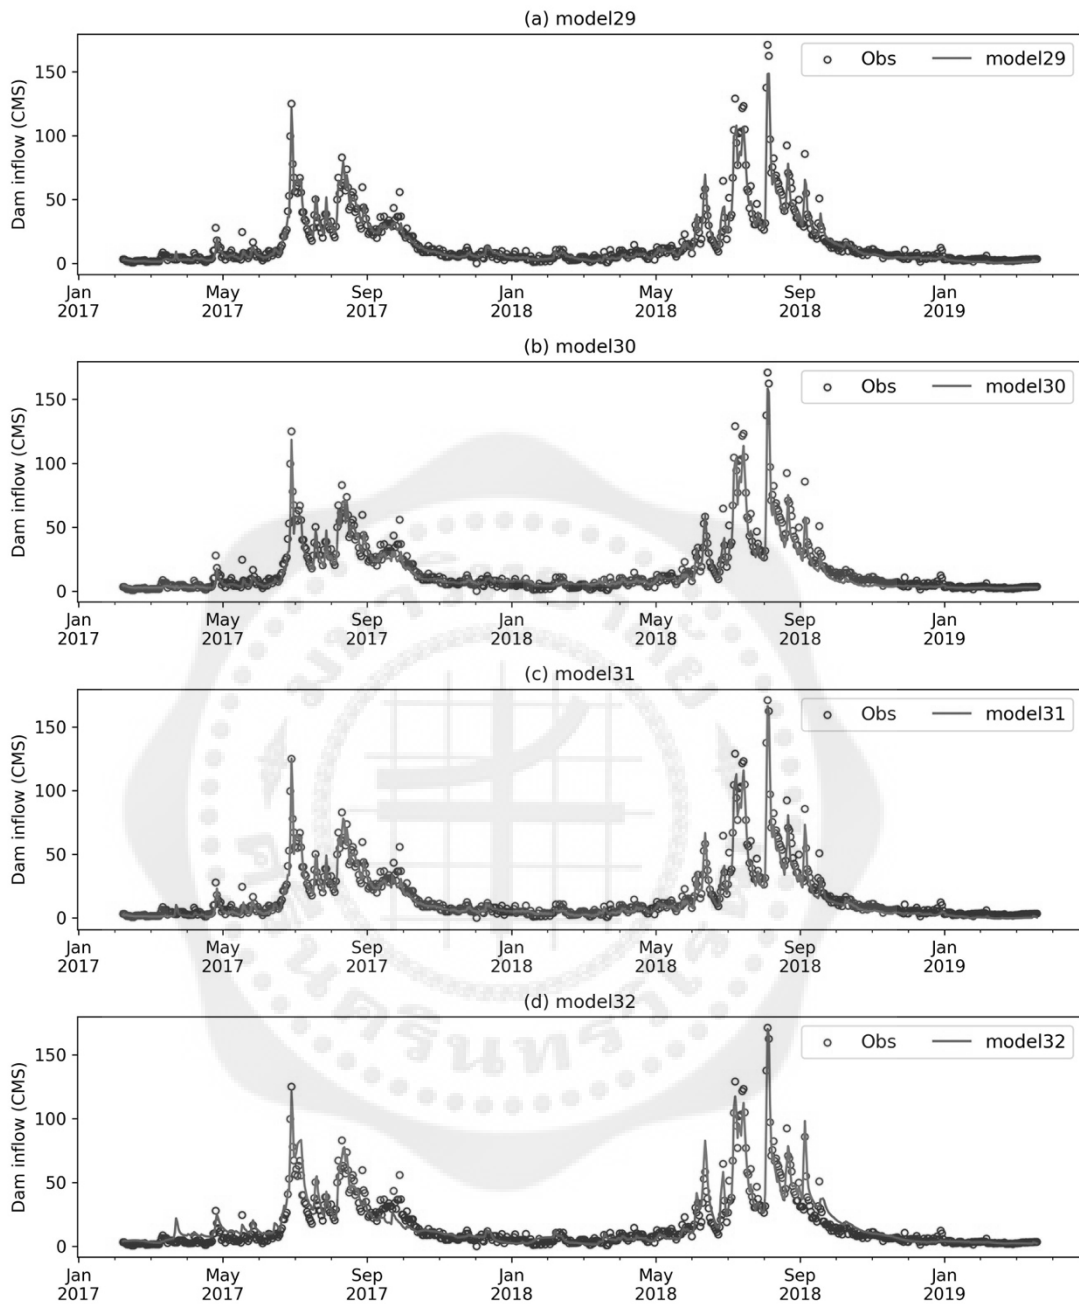 (a) model29
Dam inflow (CMS)
150
100
50
0
Obs
model29
Jan May Sep Jan May Sep Jan
2017 2017 2017 2018 2018 2018 2019
(b) model30
Dam inflow (CMS)
150
100
50
0
Obs
model30
Jan May Sep Jan May Sep Jan
2017 2017 2017 2018 2018 2018 2019
(c) model31
Dam inflow (CMS)
150
100
50
0
Obs
model31
Jan May Sep Jan May Sep Jan
2017 2017 2017 2018 2018 2018 2019
(d) model32
Dam inflow (CMS)
150
100
50
0
Obs
model32
Jan May Sep Jan May Sep Jan
2017 2017 2017 2018 2018 2018 2019